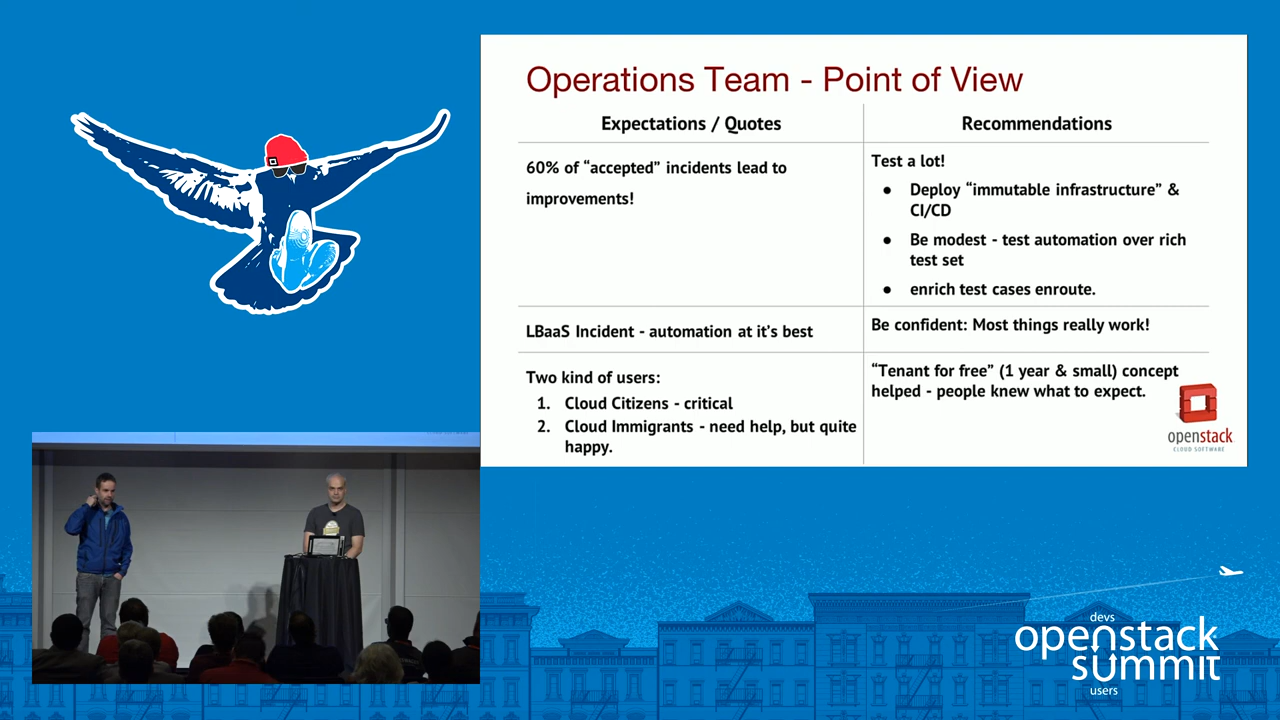 Operations Team - Point of View
Expectations / Quotes
Recommendations
60% of “accepted” incidents lead to
improvements!
Test a lot!
● Deploy “immutable infrastructure” &
CI/CD
● Be modest - test automation over rich
test set
● enrich test cases enroute.
LBaaS Incident - automation at it’s best
Be confident: Most things really work!
Two kind of users:
1. Cloud Citizens - critical
2. Cloud Immigrants - need help, but quite
happy.
“Tenant for free” (1 year & small) concept
helped - people knew what to expect.
openstack
CLOUD SOFTWARE
devs
openstack
summit
users